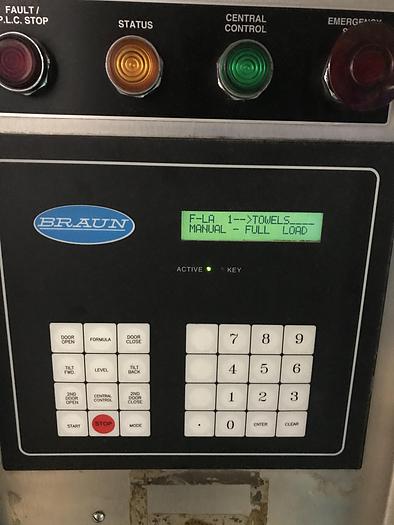 FAULT /
P.L.C. STOP
STATUS
CENTRAL
CONTROL
EMERGENCY
BRAUN
F-LA 1-->TOWELS____
MANUAL - FULL LOAD
ACTIVE
KEY
DOOR
OPEN
FORMULA
DOOR
CLOSE
TILT
FWD.
LEVEL
TILT
BACK
2ND
DOOR
OPEN
CENTRAL
CONTROL
2ND
DOOR
CLOSE
START
STOP
MODE
7 8 9
4 5 6
1 2 3
. 0 ENTER CLEAR